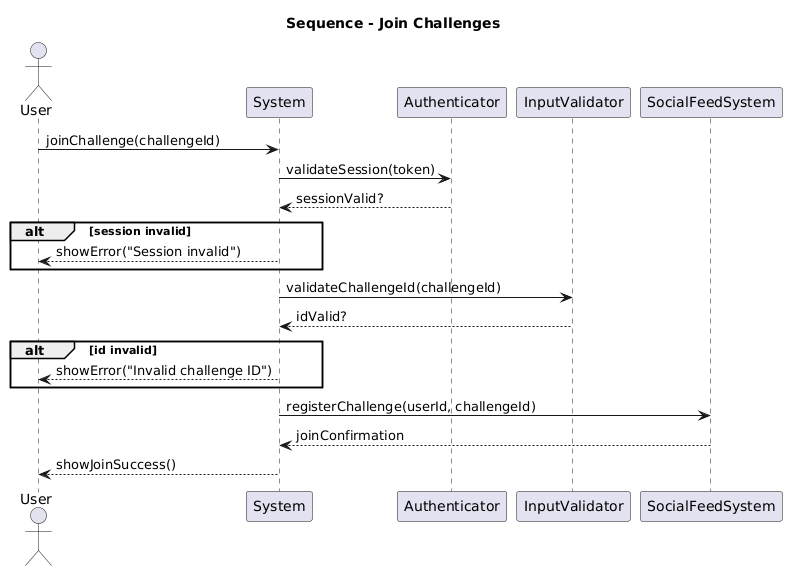 Sequence - Join Challenges
User
System
Authenticator
InputValidator
SocialFeedSystem
joinChallenge(challengeId)
validateSession(token)
sessionValid?
alt [session invalid]
showError("Session invalid")
validateChallengeId(challengeId)
idValid?
alt [id invalid]
showError("Invalid challenge ID")
registerChallenge(userId, challengeId)
joinConfirmation
showJoinSuccess()
User
System
Authenticator
InputValidator
SocialFeedSystem